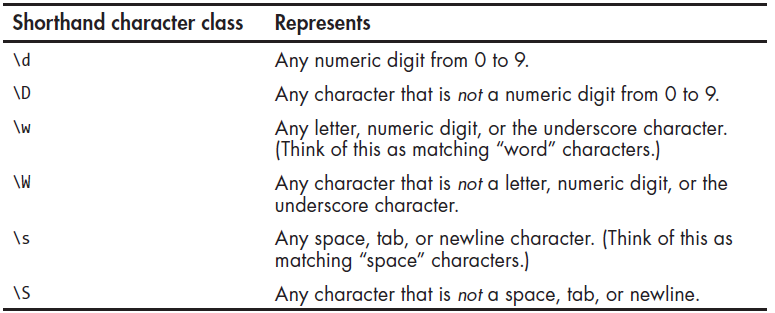 Shorthand character class Represents
\d Any numeric digit from 0 to 9.
\D Any character that is not a numeric digit from 0 to 9.
\w Any letter, numeric digit, or the underscore character.
(Think of this as matching “word” characters.)
\W Any character that is not a letter, numeric digit, or the
underscore character.
\s Any space, tab, or newline character. (Think of this as
matching “space” characters.)
\S Any character that is not a space, tab, or newline.